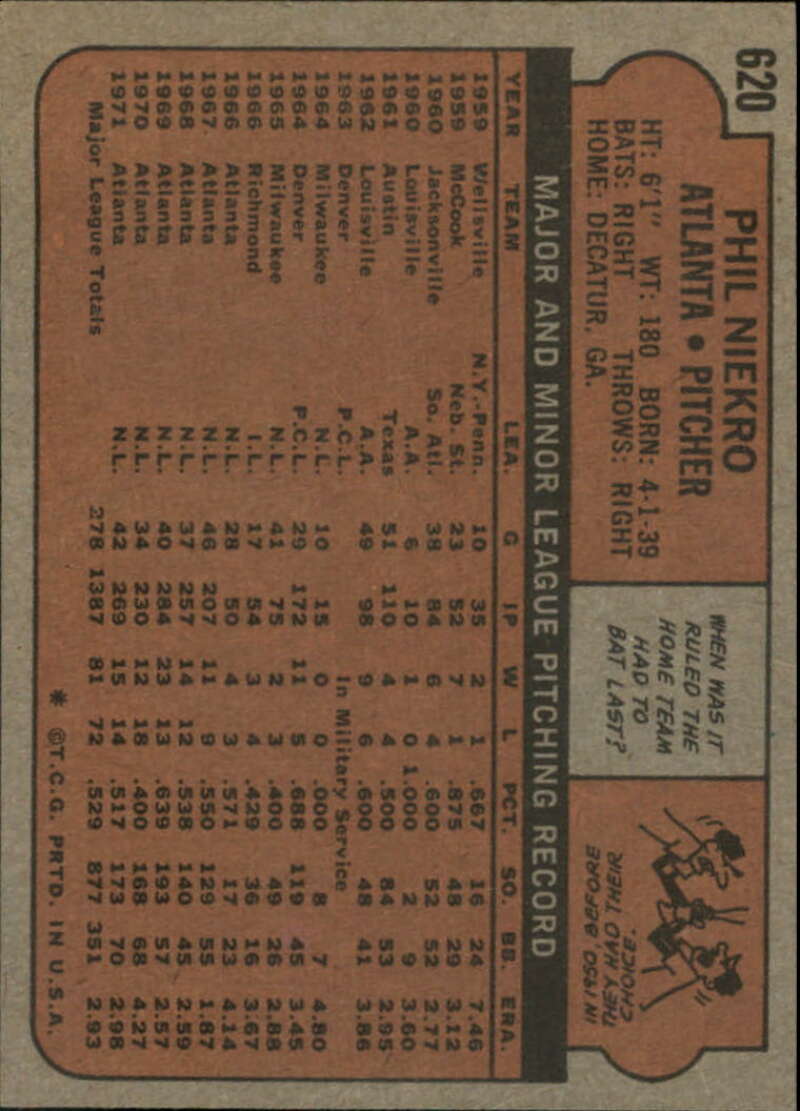 620
PHIL NIEKRO
ATLANTA • PITCHER
HT: 6'1" WT: 180 BORN: 4-1-39
BATS: RIGHT THROWS: RIGHT
HOME: DECATUR, GA.
WHEN WAS IT
RULED THE
HOME TEAM
HAD TO
BAT LAST?
IN 1950, BEFORE
THEY HAD THEIR
CHOICE.
MAJOR AND MINOR LEAGUE PITCHING RECORD
YEAR TEAM LEA. G IP W L PCT. SO. BB. ERA.
1959 Wellsville N.Y.-Penn. 10 35 2 1 .667 16 24 7.46
1959 McCook Neb. St. 23 52 7 1 .875 48 29 3.12
1960 Jacksonville So. Atl. 38 84 6 4 .600 52 52 2.77
1960 Louisville A.A. 6 10 1 0 1.000 2 9 3.60
1961 Austin Texas 51 110 4 4 .500 84 53 2.95
1962 Louisville A.A. 49 98 9 6 .600 48 41 3.86
1963 Denver P.C.L. In Military Service
1964 Milwaukee N.L. 10 15 0 0 .000 8 7 4.80
1964 Denver P.C.L. 29 172 11 5 .688 119 45 3.45
1965 Milwaukee N.L. 41 75 2 3 .400 49 26 2.88
1966 Richmond I.L. 17 54 3 4 .429 36 16 3.67
1966 Atlanta N.L. 28 50 4 3 .571 17 23 4.14
1967 Atlanta N.L. 46 207 11 9 .550 129 55 1.87
1968 Atlanta N.L. 37 257 14 12 .538 140 45 2.59
1969 Atlanta N.L. 40 284 23 13 .639 193 57 2.57
1970 Atlanta N.L. 34 230 12 18 .400 168 68 4.27
1971 Atlanta N.L. 42 269 15 14 .517 173 70 2.98
Major League Totals 278 1387 81 72 .529 877 351 2.93
* ©T.C.G. PRTD. IN U.S.A.